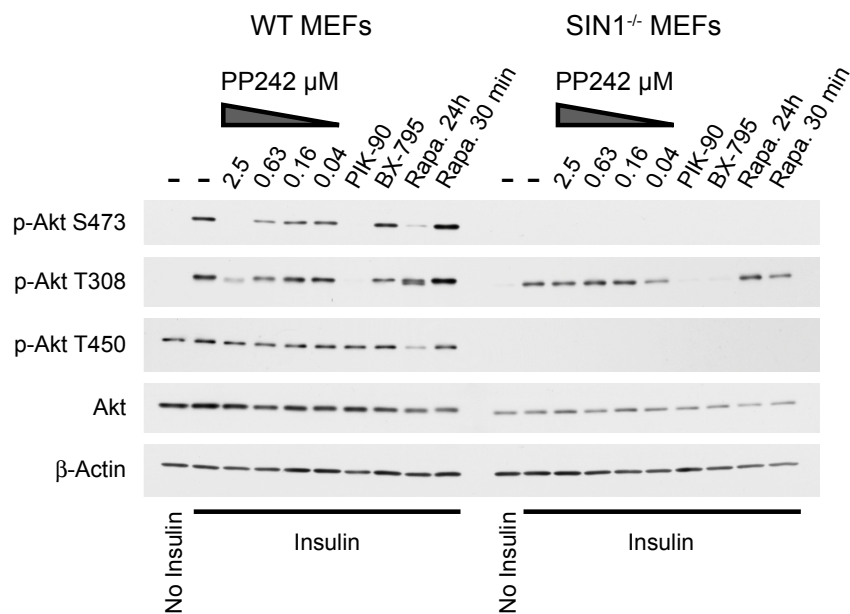 WT MEFs
SIN1-/- MEFs
PP242 μM
PP242 μM
– – 2.5 0.63 0.16 0.04 PIK-90 BX-795 Rapa. 24h Rapa. 30 min
– – 2.5 0.63 0.16 0.04 PIK-90 BX-795 Rapa. 24h Rapa. 30 min
p-Akt S473
p-Akt T308
p-Akt T450
Akt
β-Actin
No Insulin
Insulin
No Insulin
Insulin